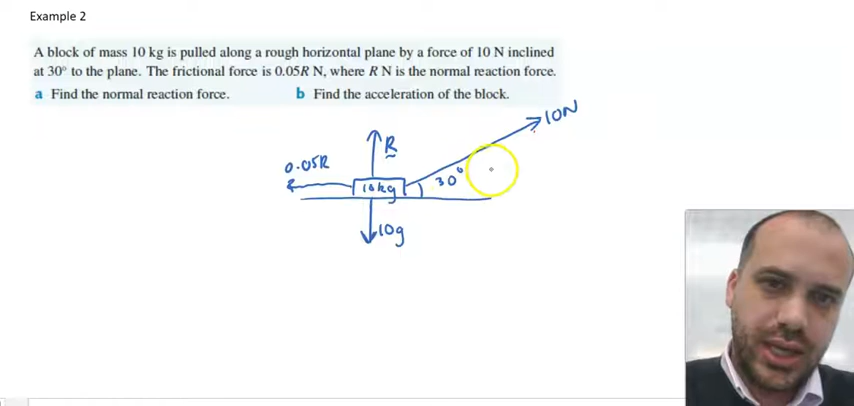 Example 2
A block of mass 10 kg is pulled along a rough horizontal plane by a force of 10 N inclined
at 30° to the plane. The frictional force is 0.05R N, where R N is the normal reaction force.
a Find the normal reaction force.
b Find the acceleration of the block.
10N
R
0.05R
10kg
30°
10g